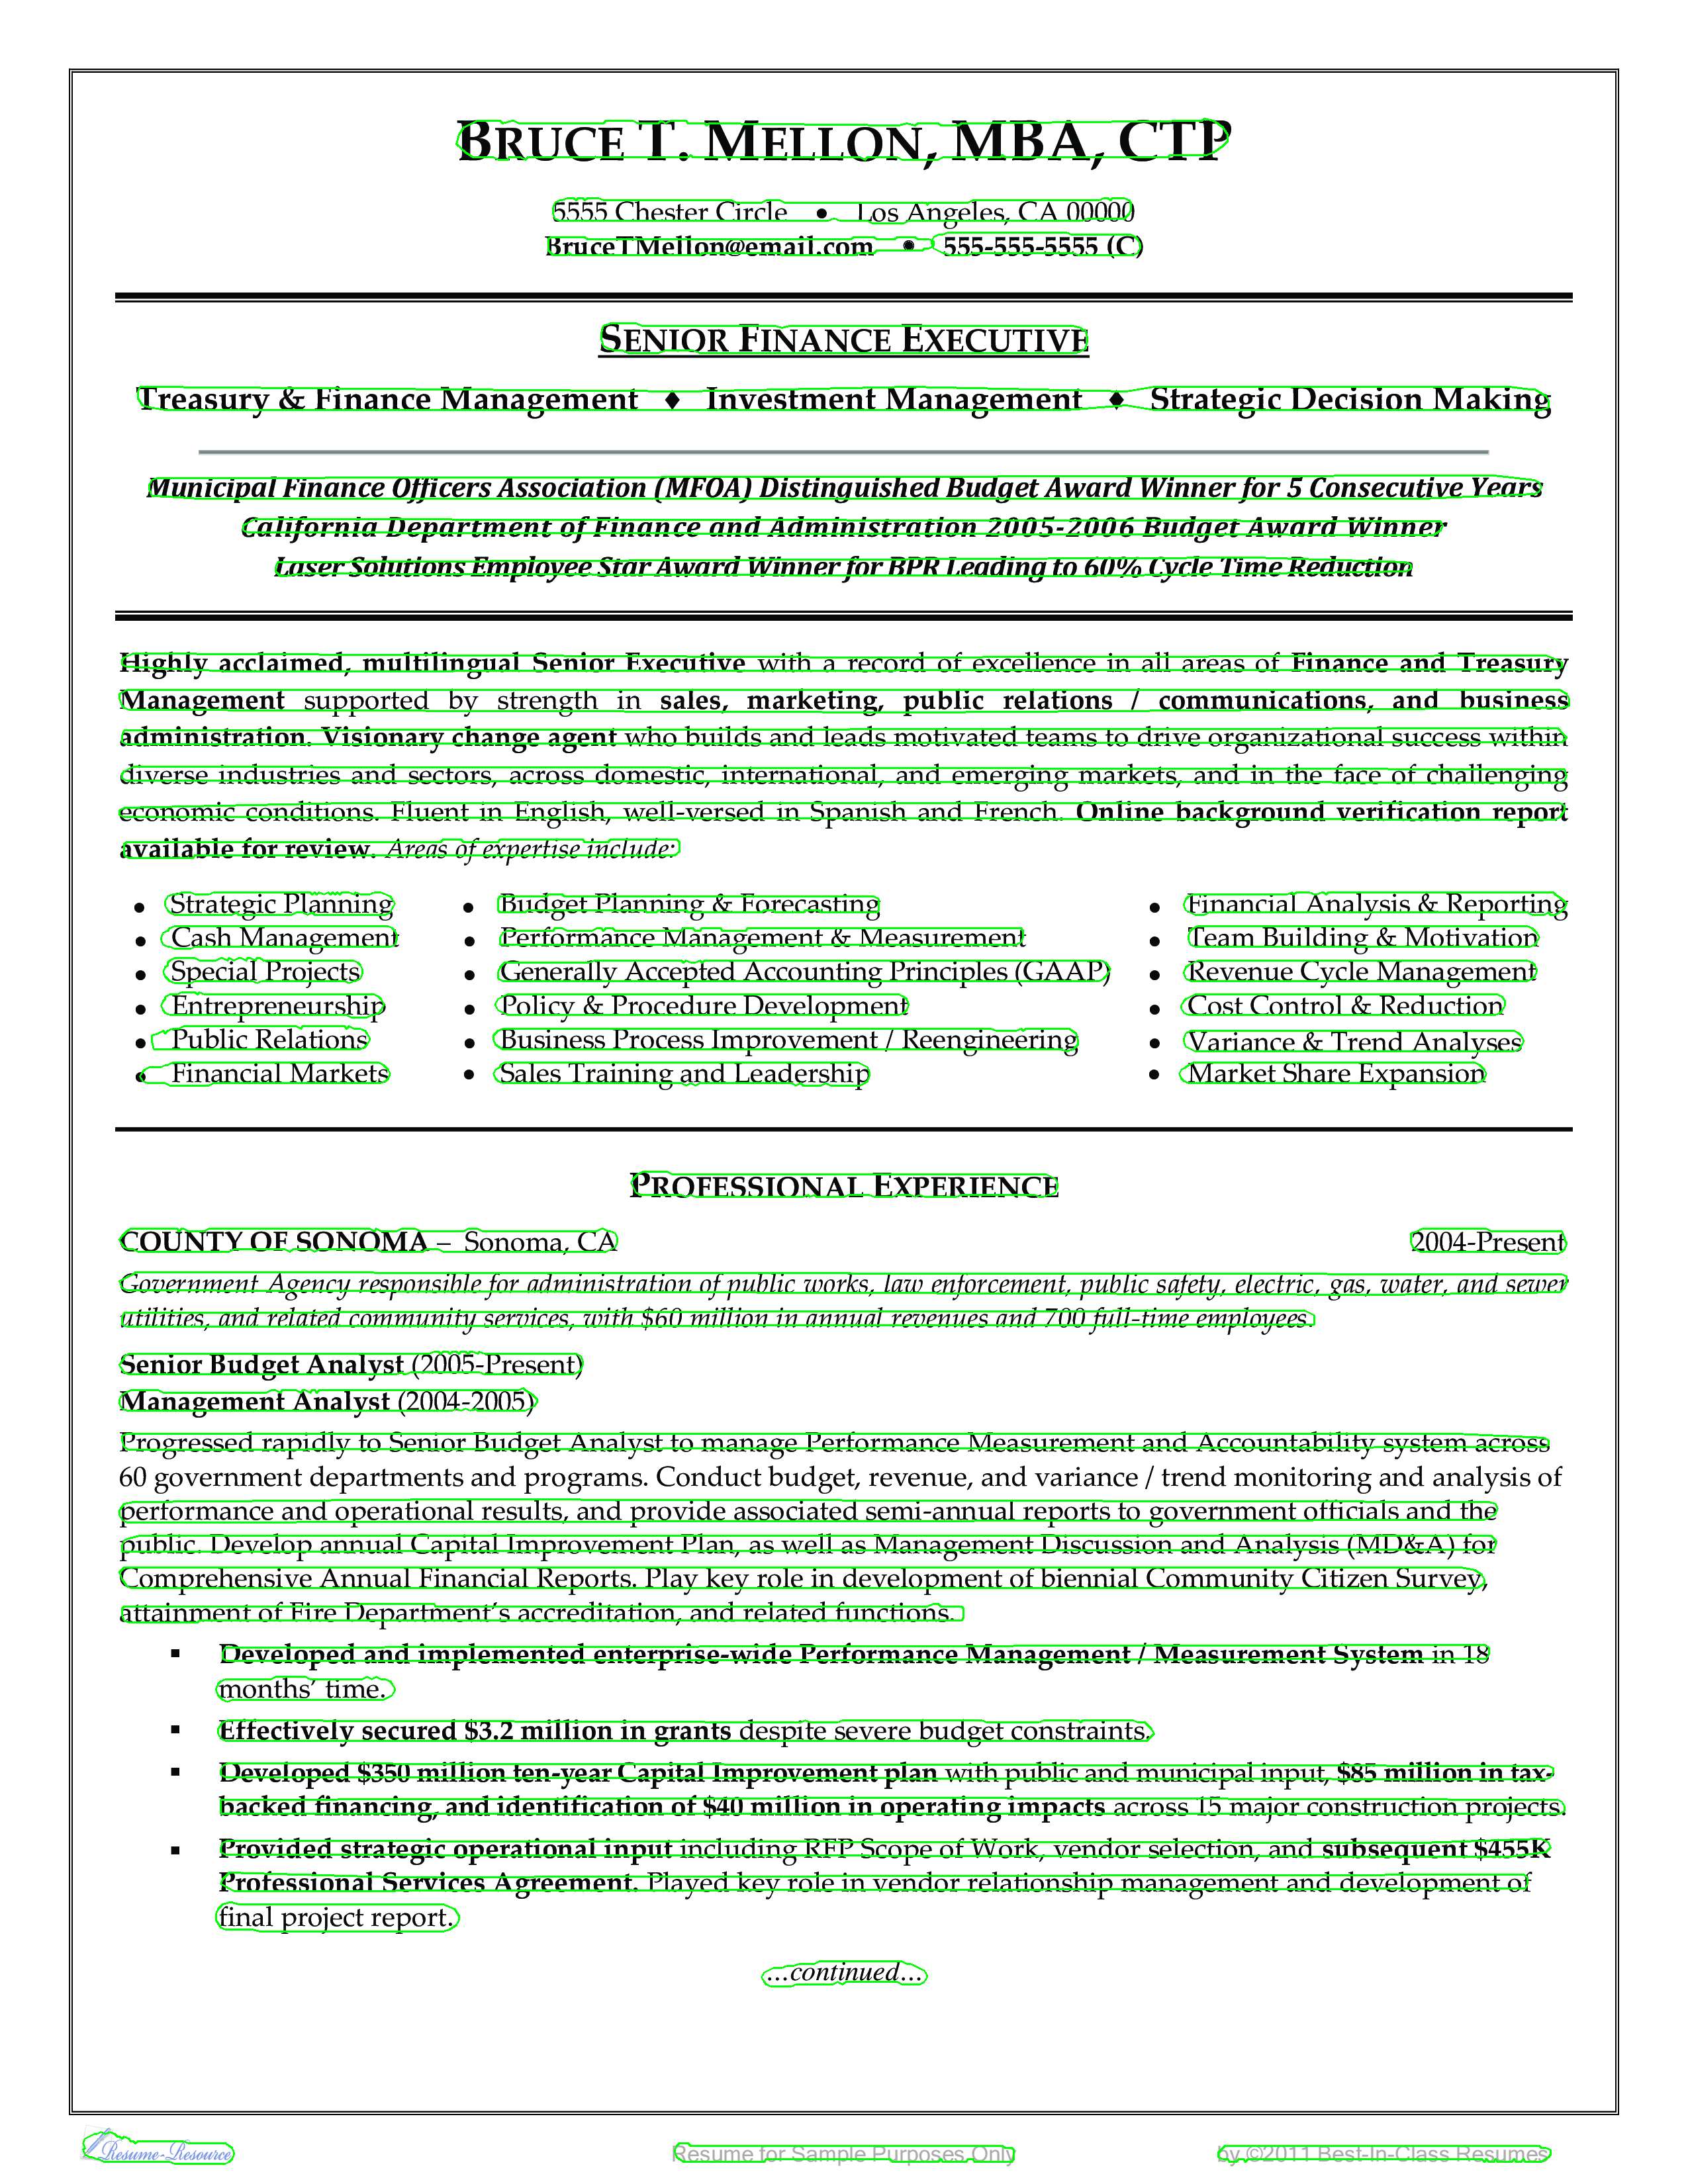 BRUCE T. MELLON, MBA, CTP
5555 Chester Circle • Los Angeles, CA 00000
BruceTMellon@email.com • 555-555-5555 (C)
SENIOR FINANCE EXECUTIVE
Treasury & Finance Management ♦ Investment Management ♦ Strategic Decision Making
Municipal Finance Officers Association (MFOA) Distinguished Budget Award Winner for 5 Consecutive Years
California Department of Finance and Administration 2005-2006 Budget Award Winner
Laser Solutions Employee Star Award Winner for BPR Leading to 60% Cycle Time Reduction
Highly acclaimed, multilingual Senior Executive with a record of excellence in all areas of Finance and Treasury
Management supported by strength in sales, marketing, public relations / communications, and business
administration. Visionary change agent who builds and leads motivated teams to drive organizational success within
diverse industries and sectors, across domestic, international, and emerging markets, and in the face of challenging
economic conditions. Fluent in English, well-versed in Spanish and French. Online background verification report
available for review. Areas of expertise include:
• Strategic Planning
• Cash Management
• Special Projects
• Entrepreneurship
• Public Relations
• Financial Markets
• Budget Planning & Forecasting
• Performance Management & Measurement
• Generally Accepted Accounting Principles (GAAP)
• Policy & Procedure Development
• Business Process Improvement / Reengineering
• Sales Training and Leadership
• Financial Analysis & Reporting
• Team Building & Motivation
• Revenue Cycle Management
• Cost Control & Reduction
• Variance & Trend Analyses
• Market Share Expansion
PROFESSIONAL EXPERIENCE
COUNTY OF SONOMA – Sonoma, CA 2004-Present
Government Agency responsible for administration of public works, law enforcement, public safety, electric, gas, water, and sewer
utilities, and related community services, with $60 million in annual revenues and 700 full-time employees.
Senior Budget Analyst (2005-Present)
Management Analyst (2004-2005)
Progressed rapidly to Senior Budget Analyst to manage Performance Measurement and Accountability system across
60 government departments and programs. Conduct budget, revenue, and variance / trend monitoring and analysis of
performance and operational results, and provide associated semi-annual reports to government officials and the
public. Develop annual Capital Improvement Plan, as well as Management Discussion and Analysis (MD&A) for
Comprehensive Annual Financial Reports. Play key role in development of biennial Community Citizen Survey,
attainment of Fire Department's accreditation, and related functions.
▪ Developed and implemented enterprise-wide Performance Management / Measurement System in 18
months' time.
▪ Effectively secured $3.2 million in grants despite severe budget constraints.
▪ Developed $350 million ten-year Capital Improvement plan with public and municipal input, $85 million in tax-
backed financing, and identification of $40 million in operating impacts across 15 major construction projects.
▪ Provided strategic operational input including RFP Scope of Work, vendor selection, and subsequent $455K
Professional Services Agreement. Played key role in vendor relationship management and development of
final project report.
...continued...
Resume-Resource Resume for Sample Purposes Only by ©2011 Best-In-Class Resumes